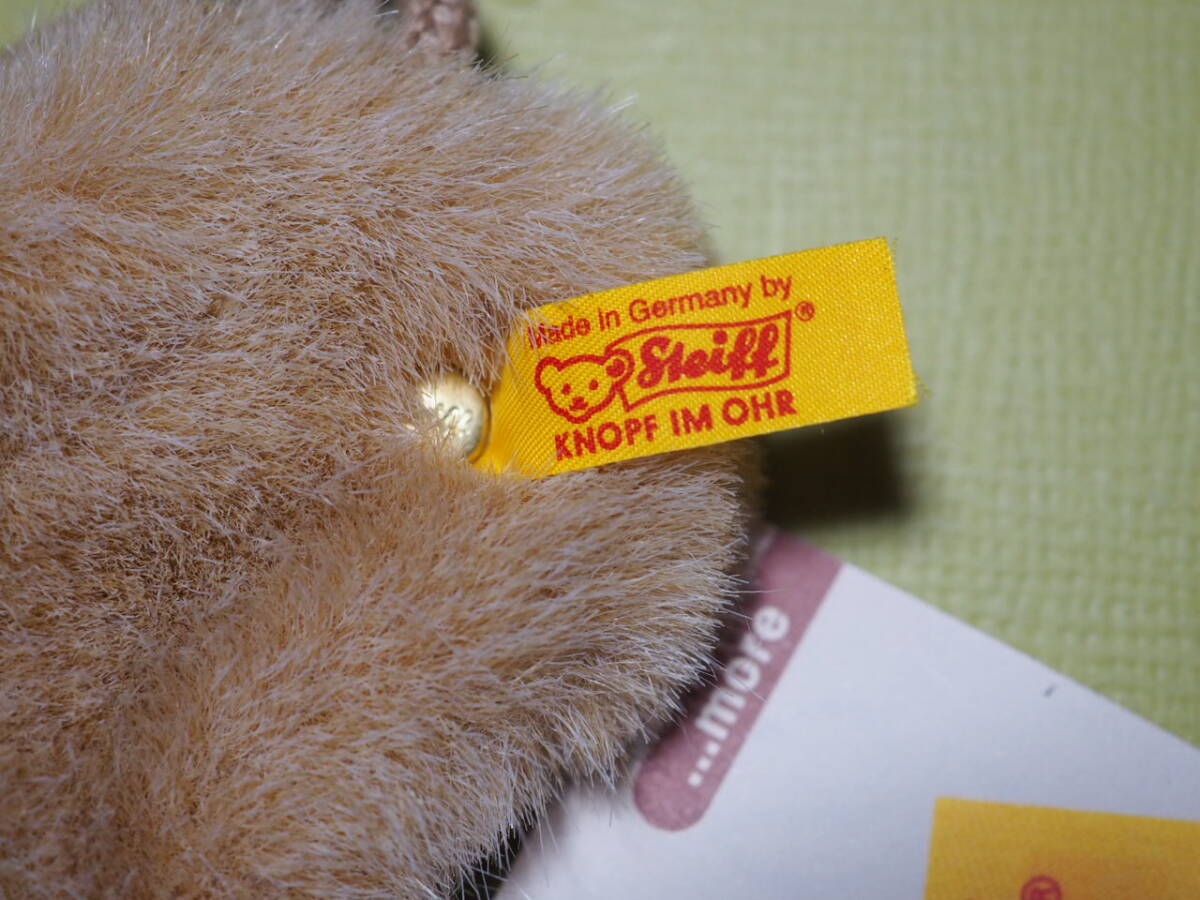 Made in Germany by
Steiff®
KNOPF IM OHR
...more
®